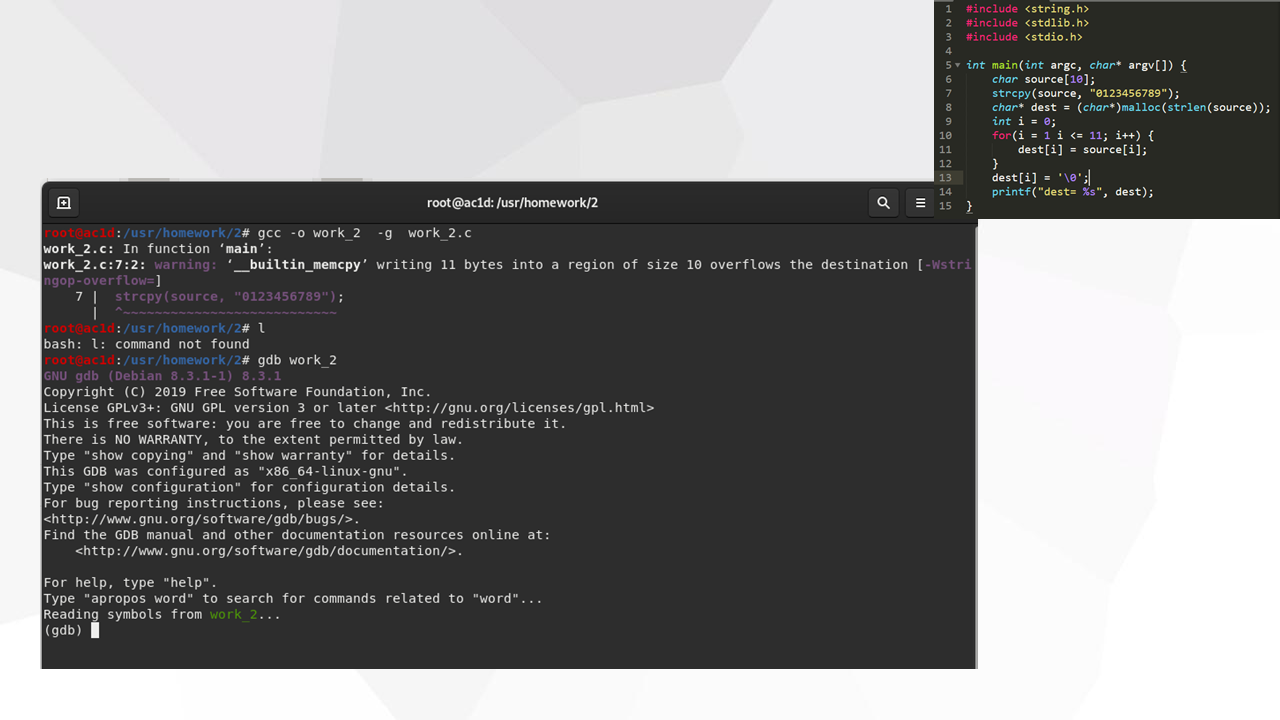 1 #include <string.h>
2 #include <stdlib.h>
3 #include <stdio.h>
4
5 int main(int argc, char* argv[]) {
6 char source[10];
7 strcpy(source, "0123456789");
8 char* dest = (char*)malloc(strlen(source));
9 int i = 0;
10 for(i = 1 i <= 11; i++) {
11 dest[i] = source[i];
12 }
13 dest[i] = '\0';
14 printf("dest= %s", dest);
15 }
root@ac1d: /usr/homework/2
root@ac1d:/usr/homework/2# gcc -o work_2  -g  work_2.c
work_2.c: In function ‘main’:
work_2.c:7:2: warning: ‘__builtin_memcpy’ writing 11 bytes into a region of size 10 overflows the destination [-Wstri
ngop-overflow=]
7 |  strcpy(source, "0123456789");
|  ^~~~~~~~~~~~~~~~~~~~~~~~~~~~
root@ac1d:/usr/homework/2# l
bash: l: command not found
root@ac1d:/usr/homework/2# gdb work_2
GNU gdb (Debian 8.3.1-1) 8.3.1
Copyright (C) 2019 Free Software Foundation, Inc.
License GPLv3+: GNU GPL version 3 or later <http://gnu.org/licenses/gpl.html>
This is free software: you are free to change and redistribute it.
There is NO WARRANTY, to the extent permitted by law.
Type "show copying" and "show warranty" for details.
This GDB was configured as "x86_64-linux-gnu".
Type "show configuration" for configuration details.
For bug reporting instructions, please see:
<http://www.gnu.org/software/gdb/bugs/>.
Find the GDB manual and other documentation resources online at:
<http://www.gnu.org/software/gdb/documentation/>.
For help, type "help".
Type "apropos word" to search for commands related to "word"...
Reading symbols from work_2...
(gdb)